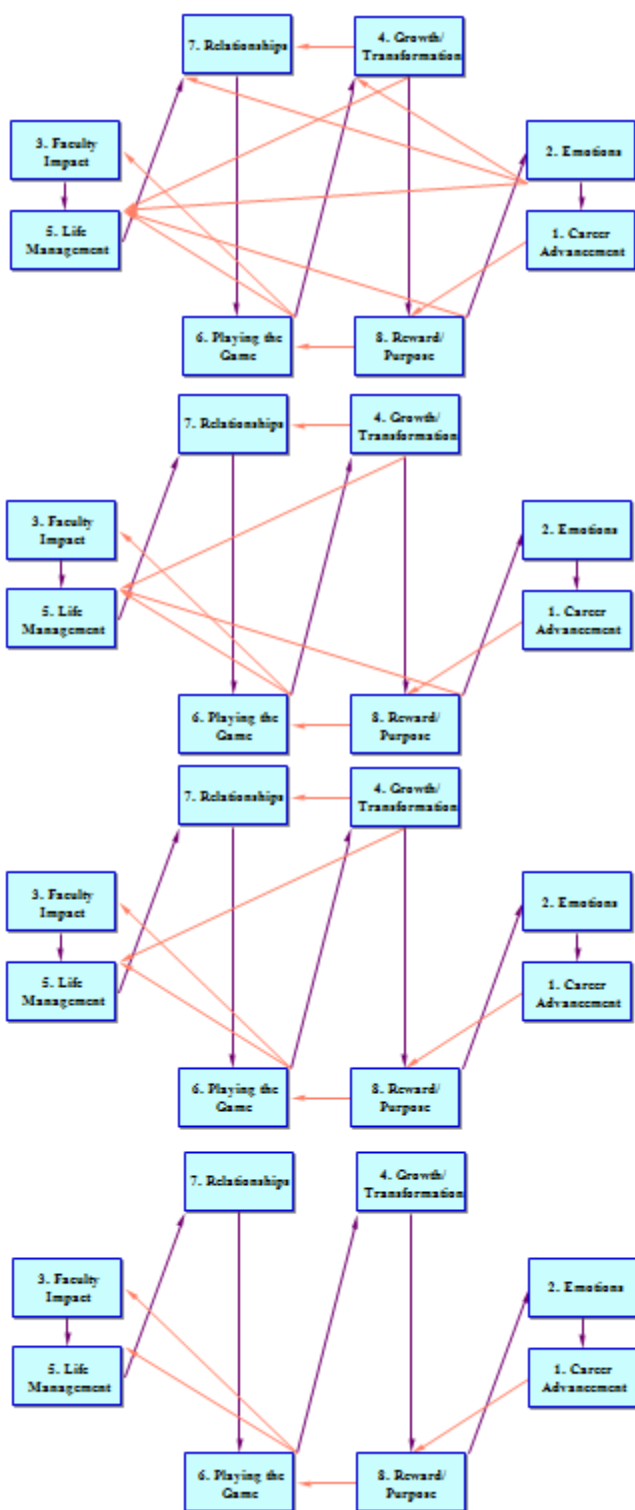 7. Relationships
4. Growth/
Transformation
3. Faculty
Impact
2. Emotions
5. Life
Management
1. Career
Advancement
6. Playing the
Game
8. Reward/
Purpose
7. Relationships
4. Growth/
Transformation
3. Faculty
Impact
2. Emotions
5. Life
Management
1. Career
Advancement
6. Playing the
Game
8. Reward/
Purpose
7. Relationships
4. Growth/
Transformation
3. Faculty
Impact
2. Emotions
5. Life
Management
1. Career
Advancement
6. Playing the
Game
8. Reward/
Purpose
7. Relationships
4. Growth/
Transformation
3. Faculty
Impact
2. Emotions
5. Life
Management
1. Career
Advancement
6. Playing the
Game
8. Reward/
Purpose